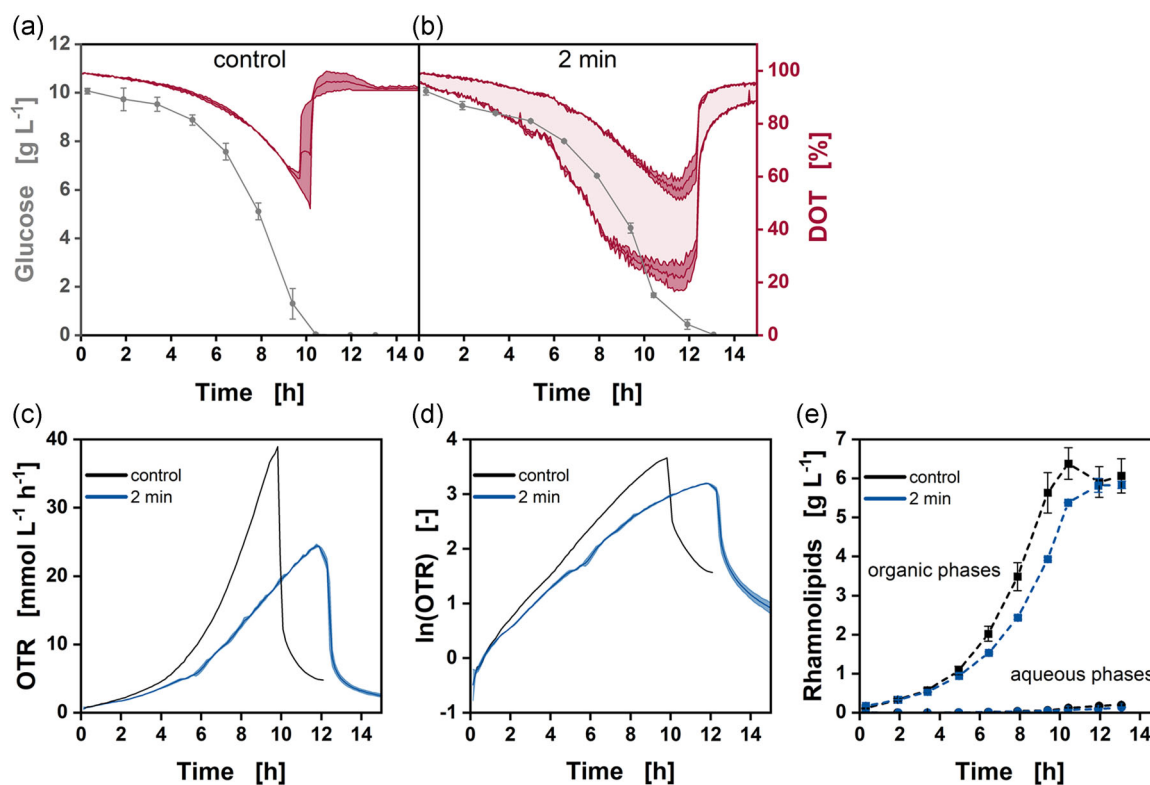 (a)
(b)
12
10
8
6
4
2
0
Glucose [g L⁻¹]
control
2 min
100
80
60
40
20
0
DOT [%]
0 2 4 6 8 10 12 14
0 2 4 6 8 10 12 14
Time [h]
Time [h]
(c)
40
30
20
10
0
OTR [mmol L⁻¹ h⁻¹]
control
2 min
0 2 4 6 8 10 12 14
Time [h]
(d)
4
3
2
1
0
-1
ln(OTR) [-]
control
2 min
0 2 4 6 8 10 12 14
Time [h]
(e)
7
6
5
4
3
2
1
0
Rhamnolipids [g L⁻¹]
control
2 min
organic phases
aqueous phases
0 2 4 6 8 10 12 14
Time [h]